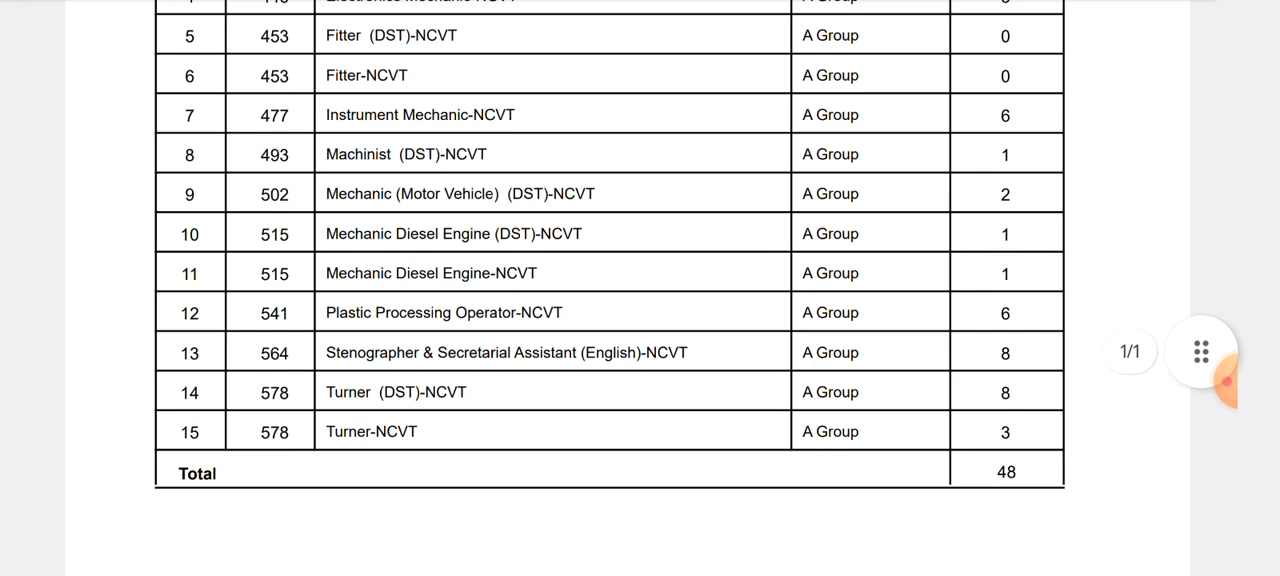 5 453 Fitter (DST)-NCVT A Group 0
6 453 Fitter-NCVT A Group 0
7 477 Instrument Mechanic-NCVT A Group 6
8 493 Machinist (DST)-NCVT A Group 1
9 502 Mechanic (Motor Vehicle) (DST)-NCVT A Group 2
10 515 Mechanic Diesel Engine (DST)-NCVT A Group 1
11 515 Mechanic Diesel Engine-NCVT A Group 1
12 541 Plastic Processing Operator-NCVT A Group 6
13 564 Stenographer & Secretarial Assistant (English)-NCVT A Group 8
14 578 Turner (DST)-NCVT A Group 8
15 578 Turner-NCVT A Group 3
Total 48
1/1